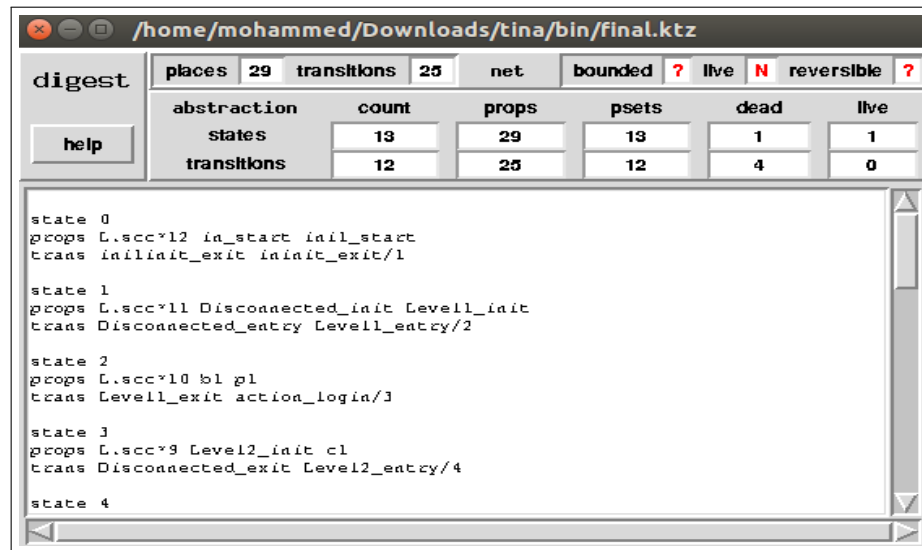 /home/mohammed/Downloads/tina/bin/final.ktz
digest places 29 transitions 25 net bounded ? live N reversible ?
help
abstraction count props psets dead live
states 13 29 13 1 1
transitions 12 25 12 4 0
state 0
props L.scc*12 in_start ini1_start
trans ini1init_exit ininit_exit/1
state 1
props L.scc*11 Disconnected_init Level1_init
trans Disconnected_entry Level1_entry/2
state 2
props L.scc*10 b1 p1
trans Level1_exit action_login/3
state 3
props L.scc*9 Level2_init c1
trans Disconnected_exit Level2_entry/4
state 4